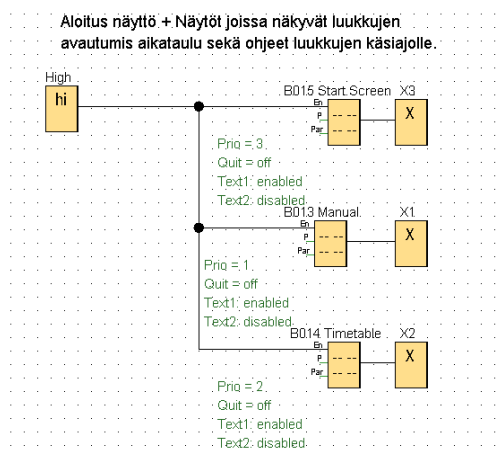 Aloitus näyttö + Näytöt joissa näkyvät luukkujen
avautumis aikataulu sekä ohjeet luukkujen käsiajolle.
High
hi
B015 Start Screen X3
En
P
Par
X
Prio = 3
Quit = off
Text1: enabled
Text2: disabled
B013 Manual X1
En
P
Par
X
Prio = 1
Quit = off
Text1: enabled
Text2: disabled
B014 Timetable X2
En
P
Par
X
Prio = 2
Quit = off
Text1: enabled
Text2: disabled